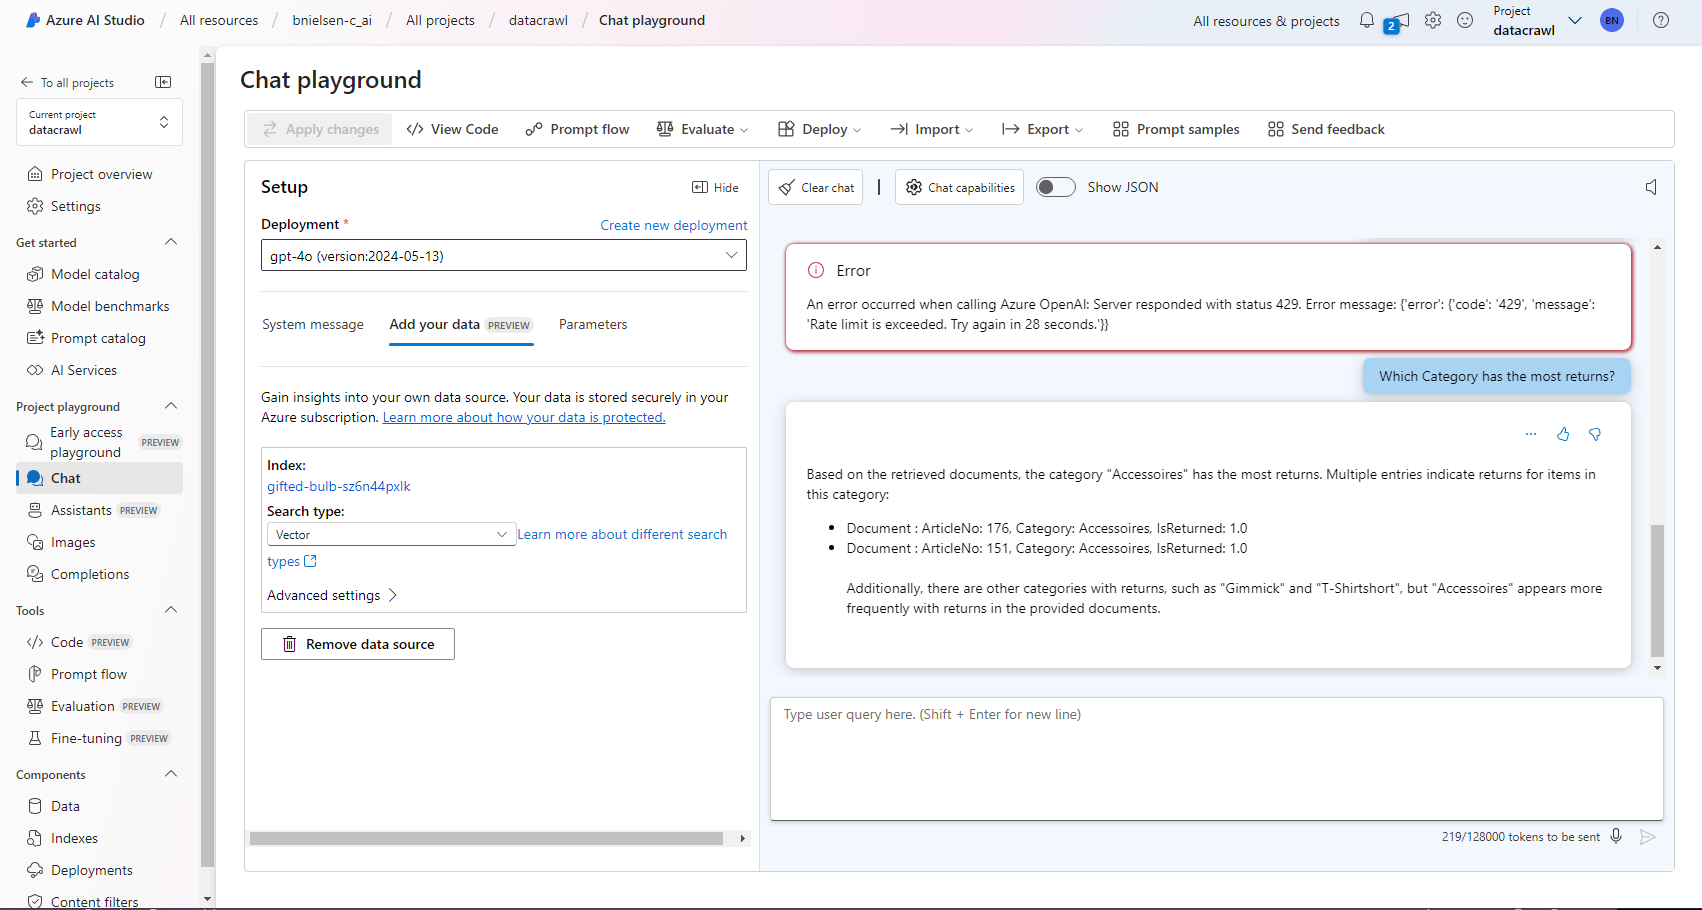 Azure AI Studio / All resources / bnielsen-c_ai / All projects / datacrawl / Chat playground
All resources & projects
2
Project
datacrawl
BN
To all projects
Current project
datacrawl
Project overview
Settings
Get started
Model catalog
Model benchmarks
Prompt catalog
AI Services
Project playground
Early access
playground PREVIEW
Chat
Assistants PREVIEW
Images
Completions
Tools
Code PREVIEW
Prompt flow
Evaluation PREVIEW
Fine-tuning PREVIEW
Components
Data
Indexes
Deployments
Content filters
Chat playground
Apply changes
View Code
Prompt flow
Evaluate
Deploy
Import
Export
Prompt samples
Send feedback
Setup
Hide
Deployment *
Create new deployment
gpt-4o (version:2024-05-13)
System message
Add your data PREVIEW
Parameters
Gain insights into your own data source. Your data is stored securely in your
Azure subscription. Learn more about how your data is protected.
Index:
gifted-bulb-sz6n44pxlk
Search type:
Vector
Learn more about different search
types
Advanced settings
Remove data source
Clear chat
Chat capabilities
Show JSON
Error
An error occurred when calling Azure OpenAI: Server responded with status 429. Error message: {'error': {'code': '429', 'message':
'Rate limit is exceeded. Try again in 28 seconds.'}}
Which Category has the most returns?
Based on the retrieved documents, the category "Accessoires" has the most returns. Multiple entries indicate returns for items in
this category:
• Document : ArticleNo: 176, Category: Accessoires, IsReturned: 1.0
• Document : ArticleNo: 151, Category: Accessoires, IsReturned: 1.0
Additionally, there are other categories with returns, such as "Gimmick" and "T-Shirtshort", but "Accessoires" appears more
frequently with returns in the provided documents.
Type user query here. (Shift + Enter for new line)
219/128000 tokens to be sent